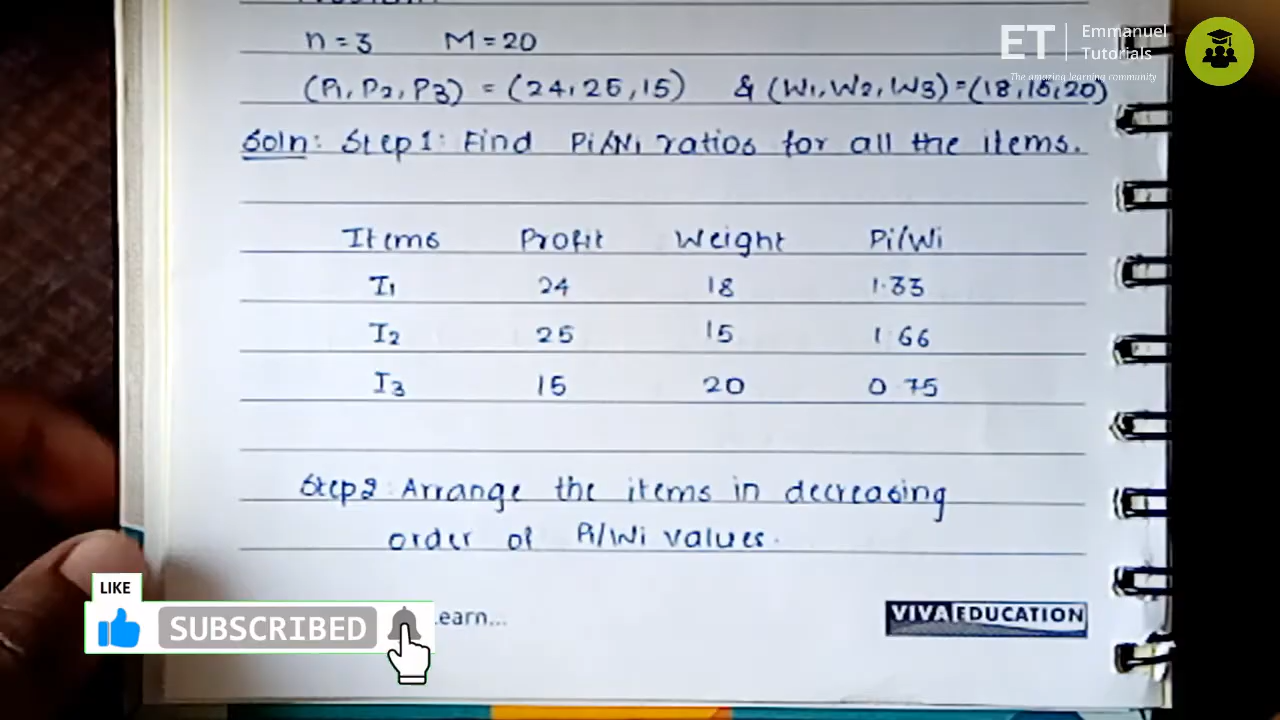 n = 3 M = 20
(P1, P2, P3) = (24, 25, 15) & (W1, W2, W3) = (18, 15, 20)
Soln: Step 1: Find Pi/Wi ratios for all the items.
Items Profit Weight Pi/Wi
I1 24 18 1.33
I2 25 15 1.66
I3 15 20 0.75
Step 2 Arrange the items in decreasing
order of Pi/Wi values.
ET Emmanuel
Tutorials
The amazing learning community
LIKE
SUBSCRIBED
VIVA EDUCATION